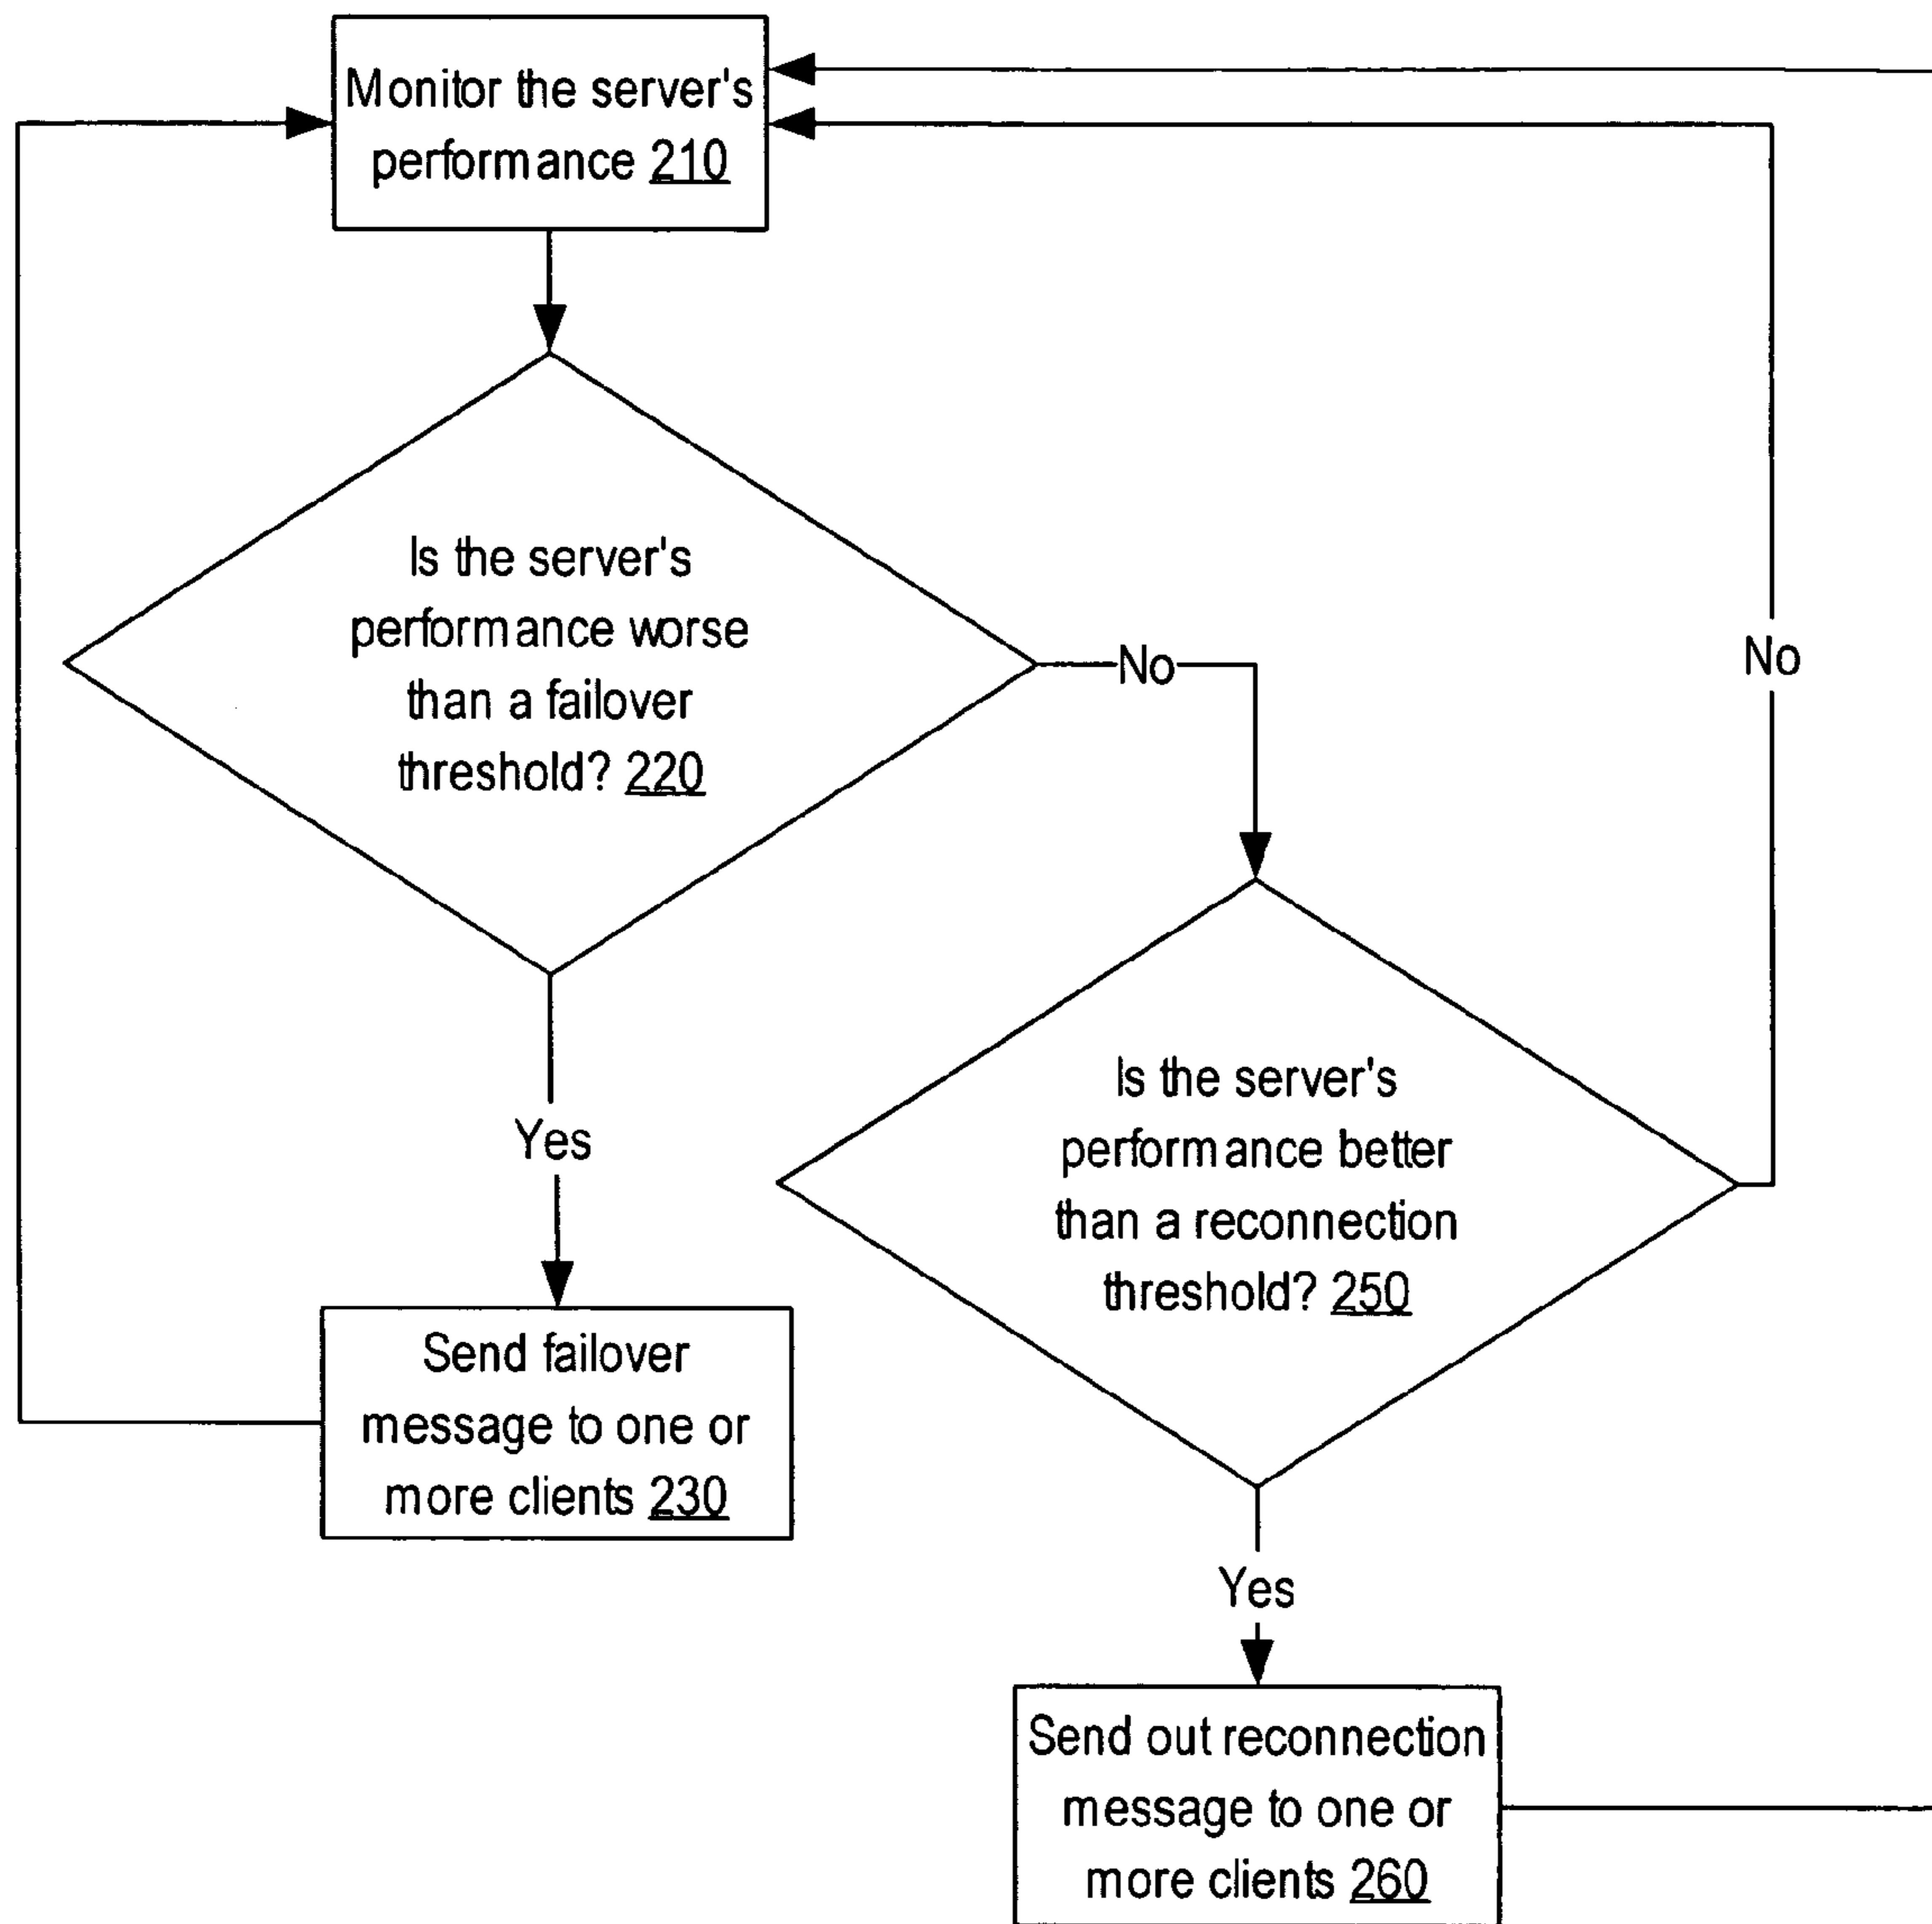 Monitor the server's
performance 210
Is the server's
performance worse
than a failover
threshold? 220
No
No
Yes
Is the server's
performance better
than a reconnection
threshold? 250
Send failover
message to one or
more clients 230
Yes
Send out reconnection
message to one or
more clients 260